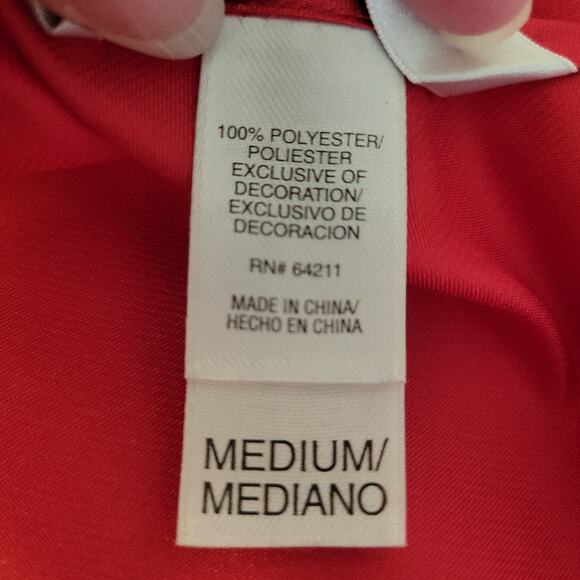 100% POLYESTER/
POLIESTER
EXCLUSIVE OF
DECORATION/
EXCLUSIVO DE
DECORACION
RN# 64211
MADE IN CHINA/
HECHO EN CHINA
MEDIUM/
MEDIANO